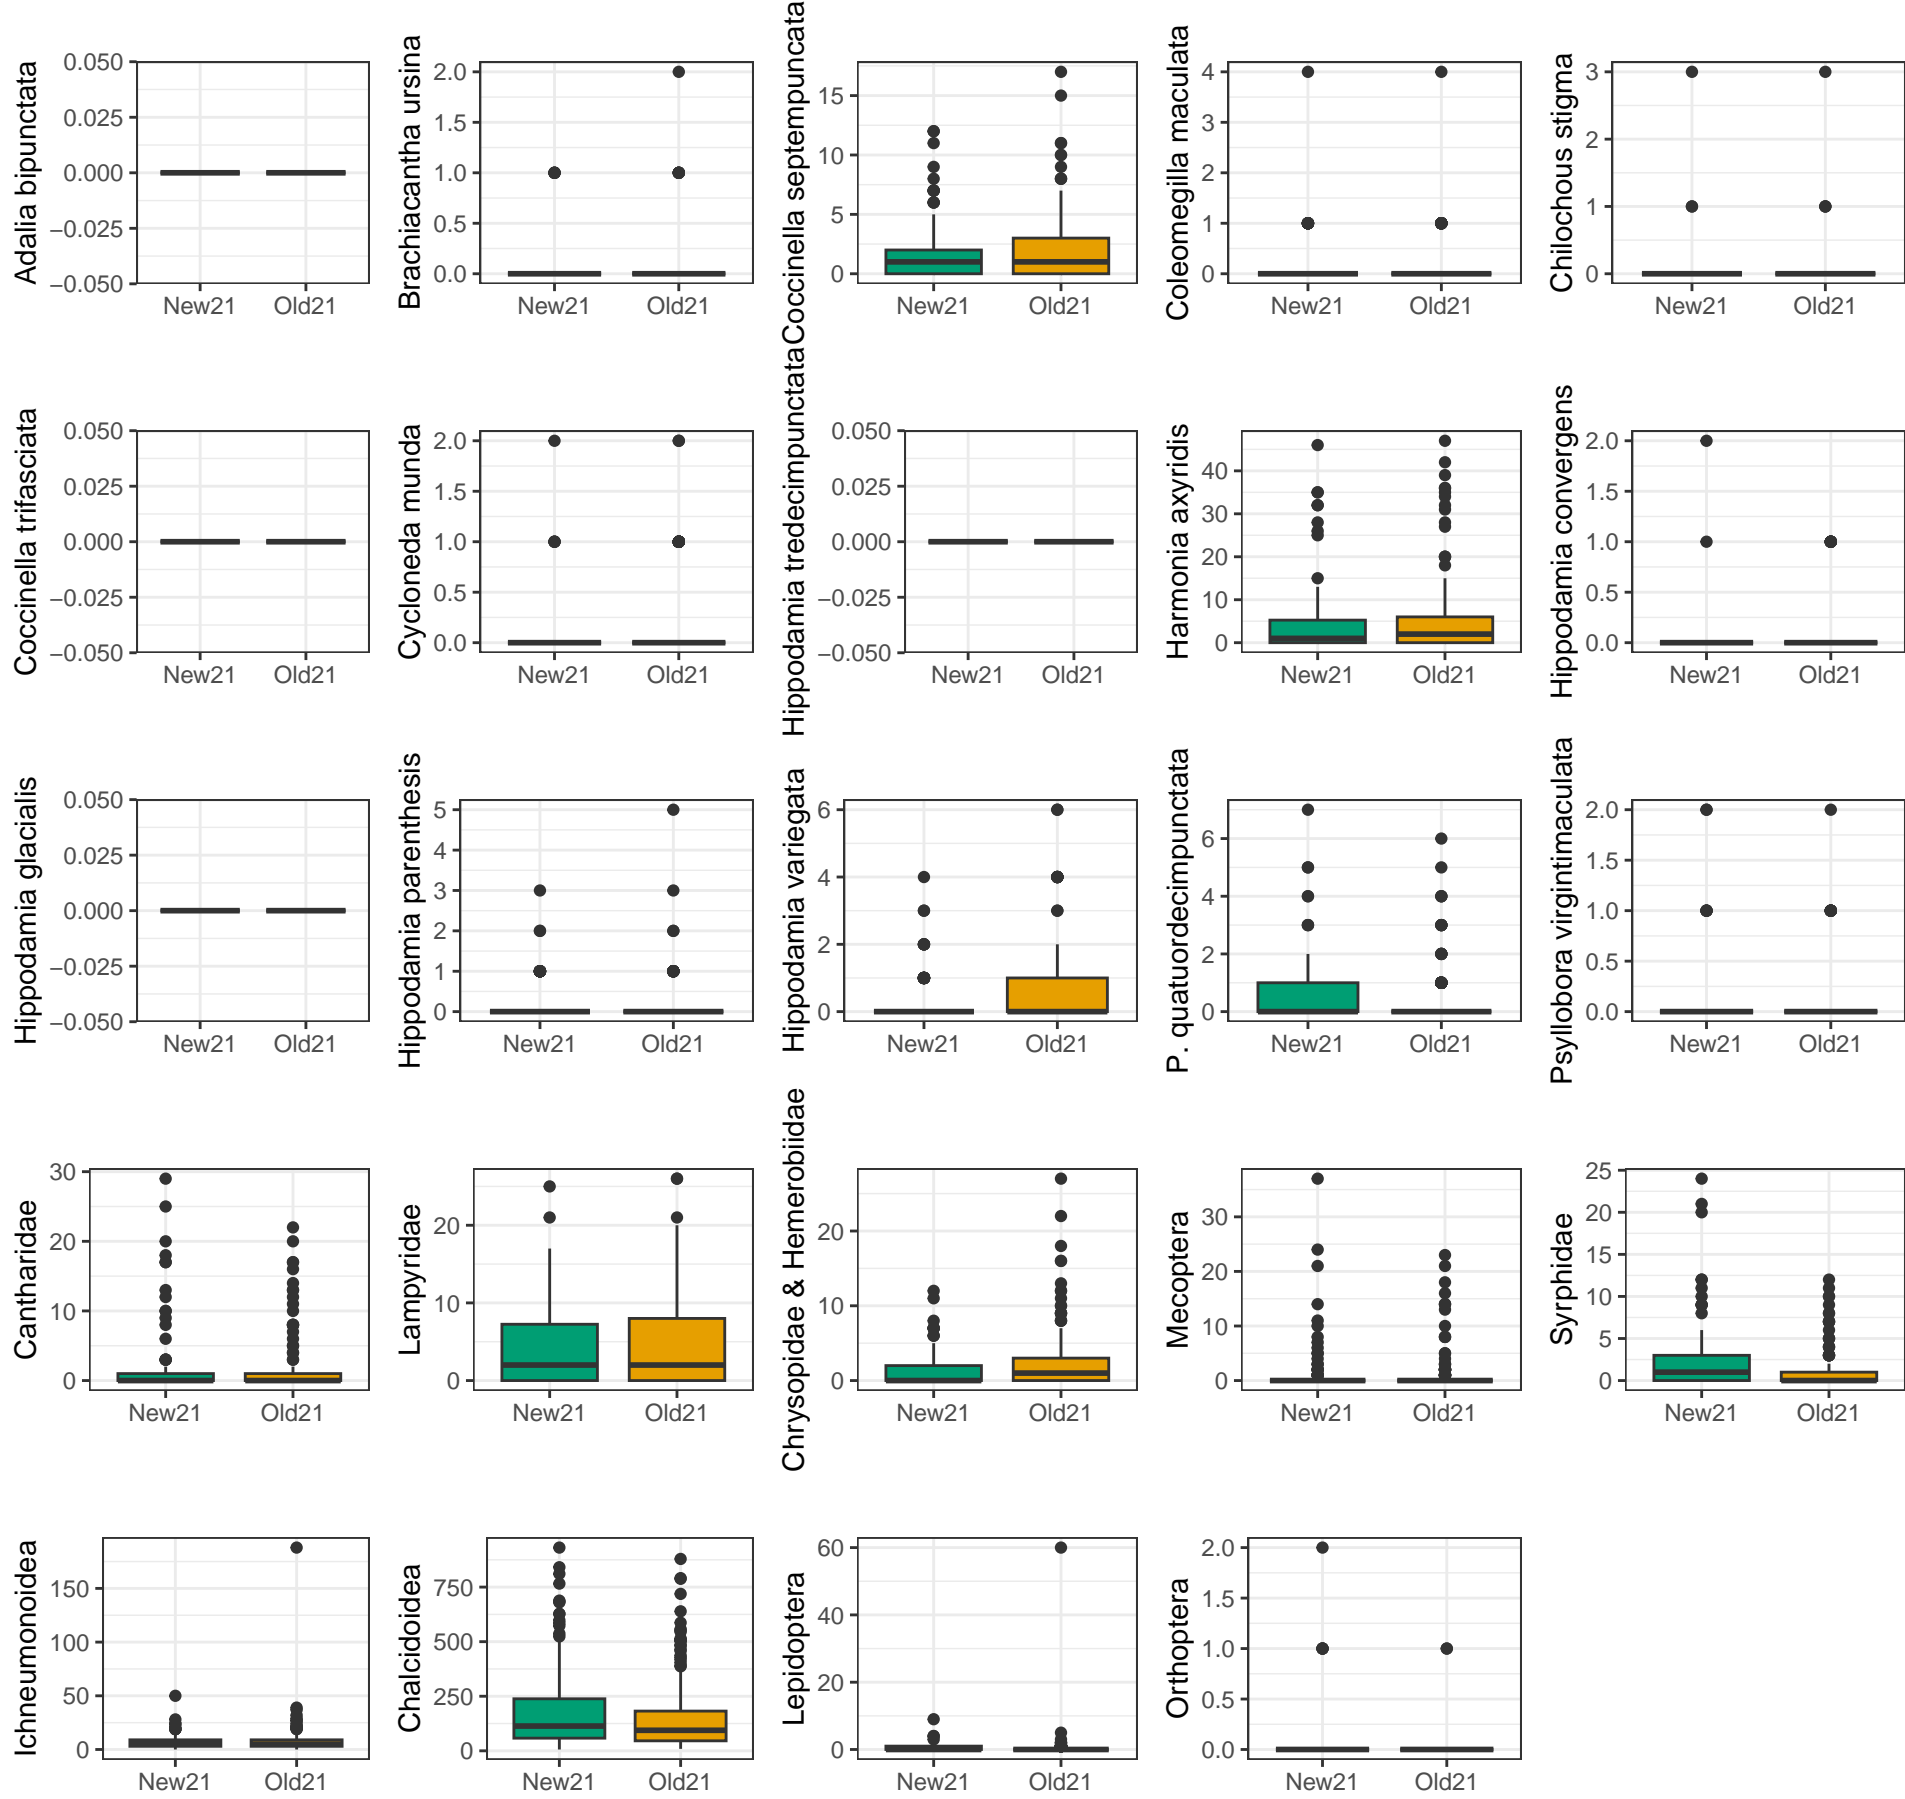 Adalia bipunctata
0.050
0.025
0.000
−0.025
−0.050
New21 Old21
Brachiacantha ursina
2.0
1.5
1.0
0.5
0.0
New21 Old21
Coccinella septempuncata
15
10
5
0
New21 Old21
Coleomegilla maculata
4
3
2
1
0
New21 Old21
Chilochous stigma
3
2
1
0
New21 Old21
Coccinella trifasciata
0.050
0.025
0.000
−0.025
−0.050
New21 Old21
Cycloneda munda
2.0
1.5
1.0
0.5
0.0
New21 Old21
Hippodamia tredecimpunctata
0.050
0.025
0.000
−0.025
−0.050
New21 Old21
Harmonia axyridis
40
30
20
10
0
New21 Old21
Hippodamia convergens
2.0
1.5
1.0
0.5
0.0
New21 Old21
Hippodamia glacialis
0.050
0.025
0.000
−0.025
−0.050
New21 Old21
Hippodamia parenthesis
5
4
3
2
1
0
New21 Old21
Hippodamia variegata
6
4
2
0
New21 Old21
P. quatuordecimpunctata
6
4
2
0
New21 Old21
Psyllobora virgintimaculata
2.0
1.5
1.0
0.5
0.0
New21 Old21
Cantharidae
30
20
10
0
New21 Old21
Lampyridae
20
10
0
New21 Old21
Chrysopidae & Hemerobiidae
20
10
0
New21 Old21
Mecoptera
30
20
10
0
New21 Old21
Syrphidae
25
20
15
10
5
0
New21 Old21
Ichneumonoidea
150
100
50
0
New21 Old21
Chalcidoidea
750
500
250
0
New21 Old21
Lepidoptera
60
40
20
0
New21 Old21
Orthoptera
2.0
1.5
1.0
0.5
0.0
New21 Old21